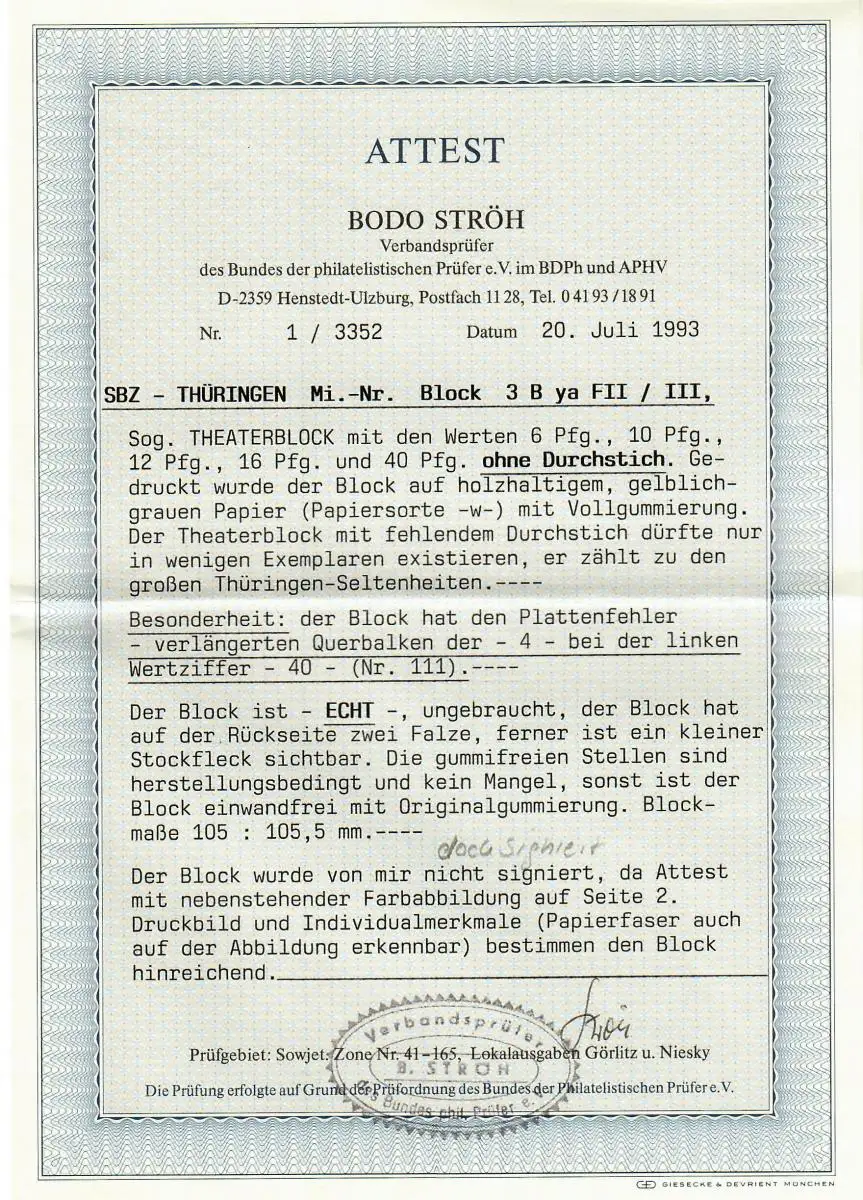 ATTEST
BODO STRÖH
Verbandsprüfer
des Bundes der philatelistischen Prüfer e.V. im BDPh und APHV
D-2359 Henstedt-Ulzburg, Postfach 11 28, Tel. 0 41 93 / 18 91
Nr. 1 / 3352 Datum 20. Juli 1993
SBZ - THÜRINGEN Mi.-Nr. Block 3 B ya FII / III,
Sog. THEATERBLOCK mit den Werten 6 Pfg., 10 Pfg.,
12 Pfg., 16 Pfg. und 40 Pfg. ohne Durchstich. Ge-
druckt wurde der Block auf holzhaltigem, gelblich-
grauen Papier (Papiersorte -w-) mit Vollgummierung.
Der Theaterblock mit fehlendem Durchstich dürfte nur
in wenigen Exemplaren existieren, er zählt zu den
großen Thüringen-Seltenheiten.----
Besonderheit: der Block hat den Plattenfehler
- verlängerten Querbalken der - 4 - bei der linken
Wertziffer - 40 - (Nr. 111).----
Der Block ist - ECHT -, ungebraucht, der Block hat
auf der Rückseite zwei Falze, ferner ist ein kleiner
Stockfleck sichtbar. Die gummifreien Stellen sind
herstellungsbedingt und kein Mangel, sonst ist der
Block einwandfrei mit Originalgummierung. Block-
maße 105 : 105,5 mm.----
doch Signiert
Der Block wurde von mir nicht signiert, da Attest
mit nebenstehender Farbabbildung auf Seite 2.
Druckbild und Individualmerkmale (Papierfaser auch
auf der Abbildung erkennbar) bestimmen den Block
hinreichend.
Verbandsprüfer
Ströh
Prüfgebiet: Sowjet. Zone Nr. 41-165, Lokalausgaben Görlitz u. Niesky
B. STRÖH
Die Prüfung erfolgte auf Grund der Prüfordnung des Bundes der Philatelistischen Prüfer e.V.
des Bundes phil. Prüfer e.V.
GIESECKE & DEVRIENT MÜNCHEN